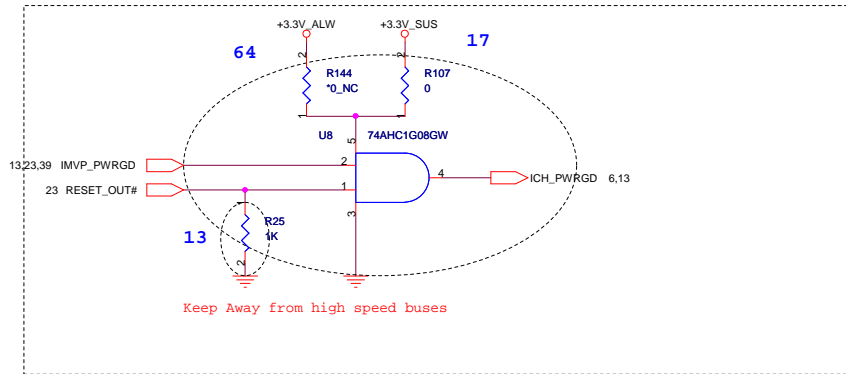 +3.3V_ALW
+3.3V_SUS
64
17
2
2
R144
*0_NC
R107
0
1
1
U8
74AHC1G08GW
5
13,23,39 IMVP_PWRGD
2
4
ICH_PWRGD 6,13
23 RESET_OUT#
1
3
1
R25
1K
13
2
Keep Away from high speed buses